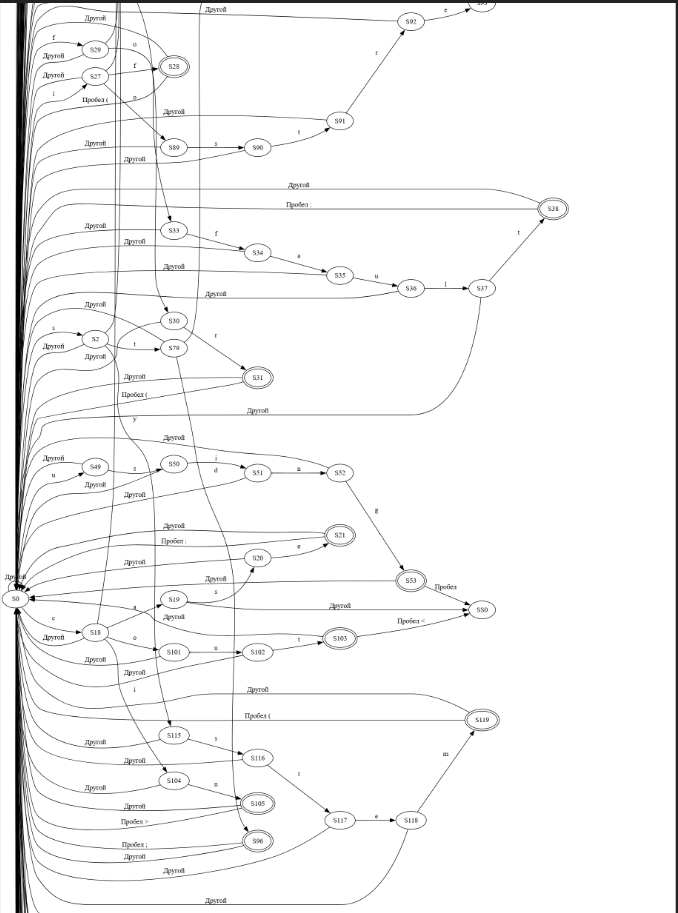 S93
e
S92
Другой
r
f
S29
o
Другой
S28
f
Другой
S27
i
Пробел (
o
Другой
S91
Другой
S89
s
S90
t
Другой
Другой
Пробел :
S38
t
Другой
S33
f
Другой
S34
a
Другой
S35
u
S36
l
S37
Другой
Другой
S30
s
S2
r
Другой
t
S79
Другой
Другой
S31
Пробел (
Другой
y
Другой
Другой
S49
s
S50
i
u
d
S51
n
S52
Другой
Другой
g
Другой
S21
Пробел :
e
S20
Другой
Другой
Другой
S53
Пробел
S0
s
S19
a
Другой
SS0
c
S18
Другой
Пробел <
Другой
o
S103
t
S101
u
S102
Другой
Другой
i
Другой
Пробел (
S119
S115
s
Другой
S116
Другой
m
t
S104
Другой
n
S105
Другой
Пробел >
S117
e
S118
S96
Пробел ;
Другой
Другой
Другой